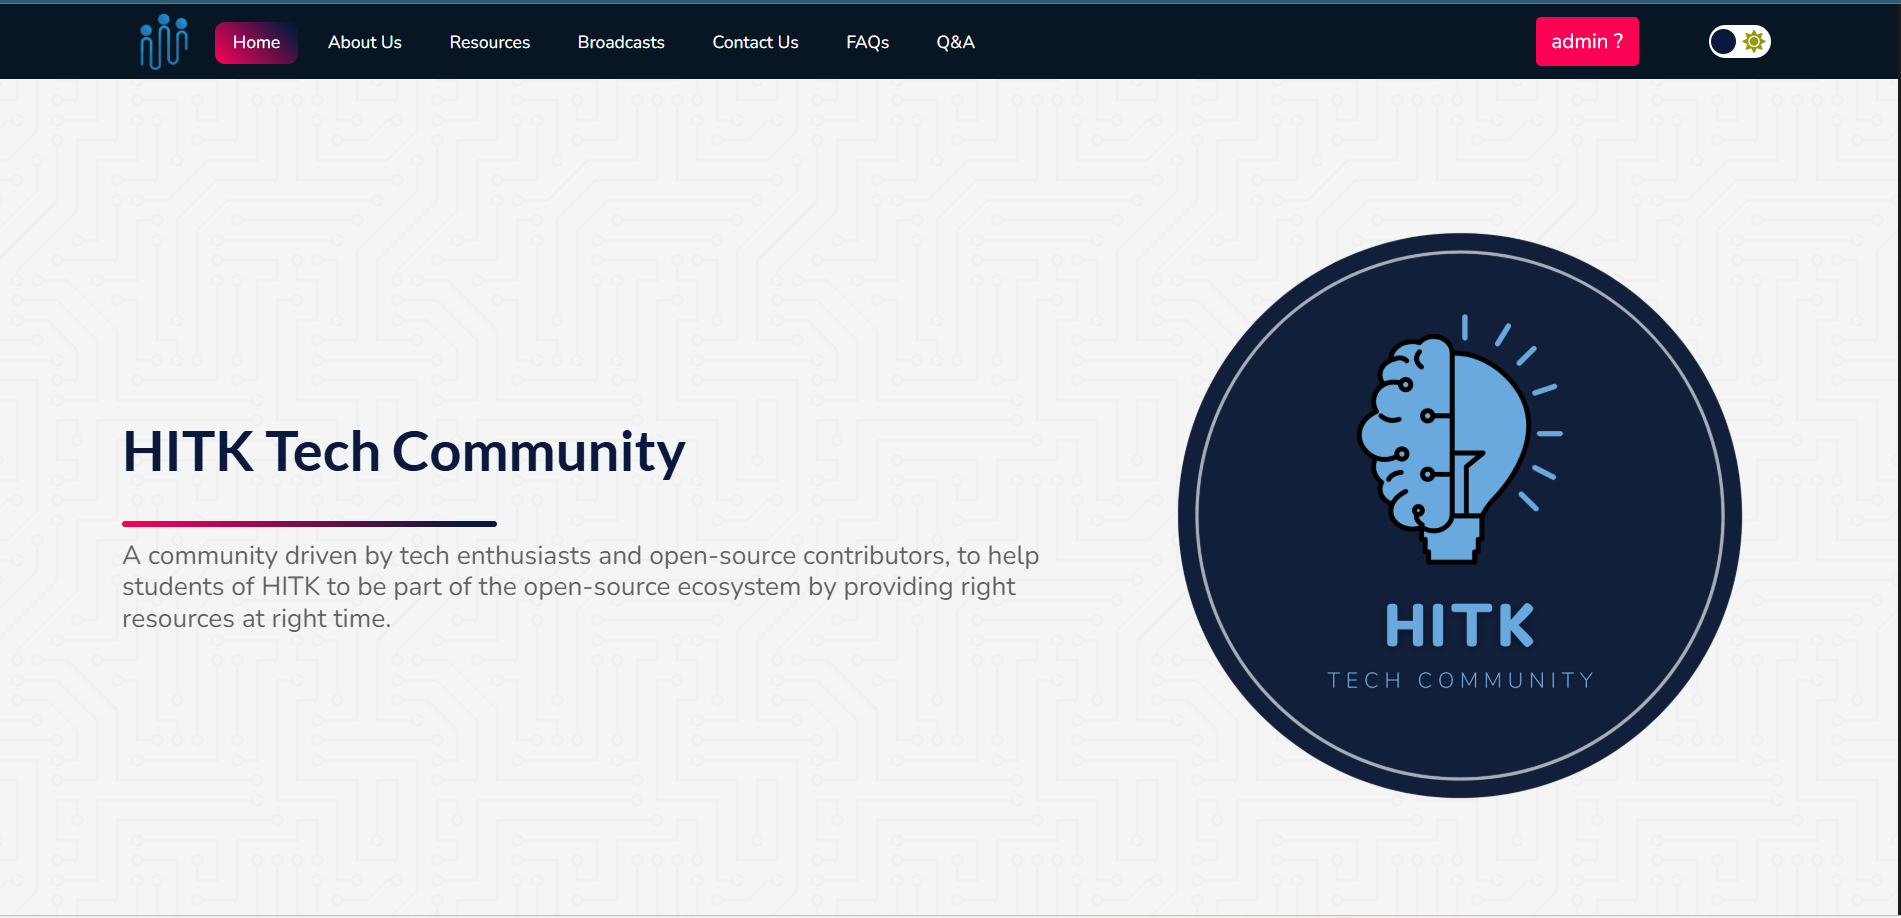 Home
About Us
Resources
Broadcasts
Contact Us
FAQs
Q&A
admin ?
HITK Tech Community
A community driven by tech enthusiasts and open-source contributors, to help
students of HITK to be part of the open-source ecosystem by providing right
resources at right time.
HITK
TECH COMMUNITY